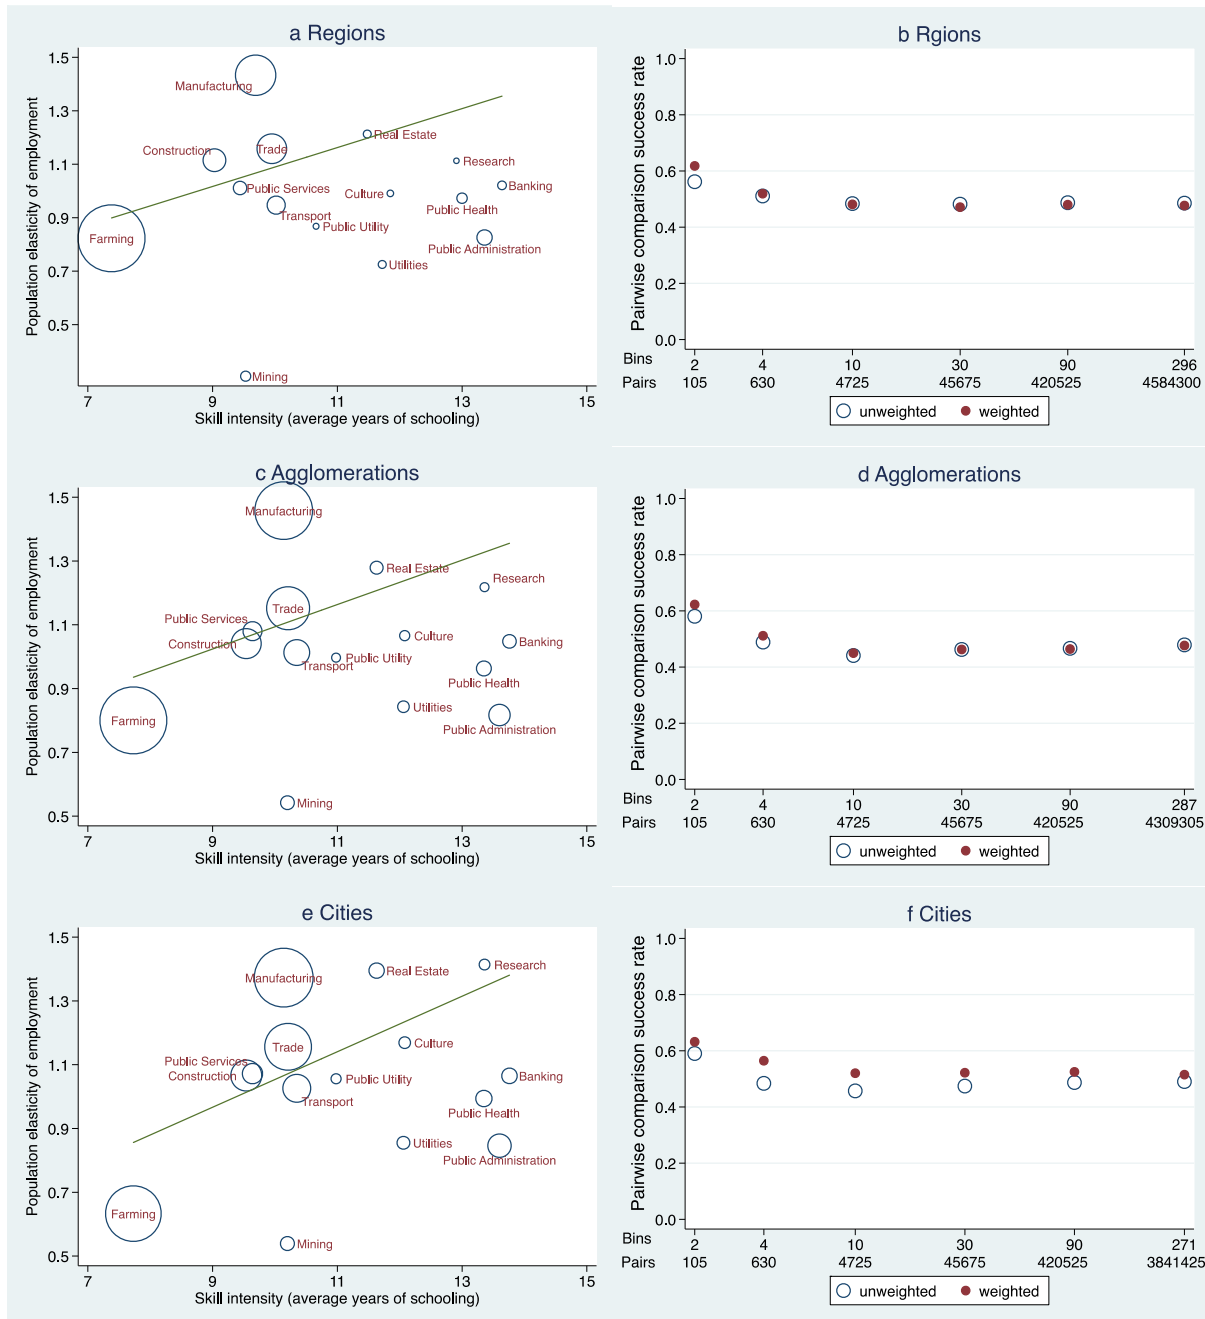 a Regions
Population elasticity of employment
1.5
1.3
1.1
0.9
0.7
0.5
Manufacturing
Construction
Trade
Real Estate
Research
Public Services
Culture
Banking
Transport
Public Health
Public Utility
Farming
Public Administration
Utilities
Mining
7 9 11 13 15
Skill intensity (average years of schooling)
b Rgions
Pairwise comparison success rate
1.0
0.8
0.6
0.4
0.2
0.0
Bins 2 4 10 30 90 296
Pairs 105 630 4725 45675 420525 4584300
unweighted weighted
c Agglomerations
Population elasticity of employment
1.5
1.3
1.1
0.9
0.7
0.5
Manufacturing
Real Estate
Research
Trade
Public Services
Construction
Culture
Banking
Transport
Public Utility
Public Health
Farming
Utilities
Public Administration
Mining
7 9 11 13 15
Skill intensity (average years of schooling)
d Agglomerations
Pairwise comparison success rate
1.0
0.8
0.6
0.4
0.2
0.0
Bins 2 4 10 30 90 287
Pairs 105 630 4725 45675 420525 4309305
unweighted weighted
e Cities
Population elasticity of employment
1.5
1.3
1.1
0.9
0.7
0.5
Manufacturing
Real Estate
Research
Trade
Culture
Public Services
Construction
Public Utility
Banking
Transport
Public Health
Utilities
Public Administration
Farming
Mining
7 9 11 13 15
Skill intensity (average years of schooling)
f Cities
Pairwise comparison success rate
1.0
0.8
0.6
0.4
0.2
0.0
Bins 2 4 10 30 90 271
Pairs 105 630 4725 45675 420525 3841425
unweighted weighted